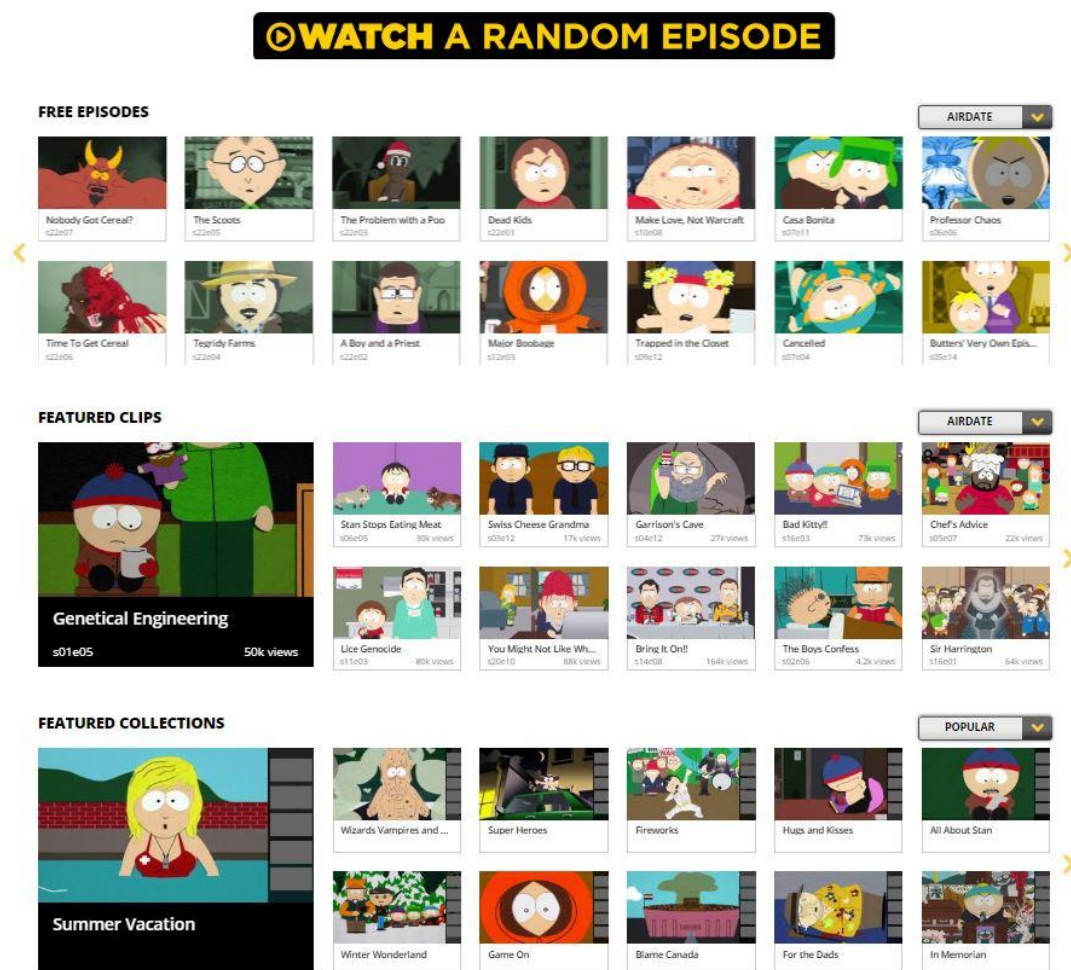 WATCH A RANDOM EPISODE
FREE EPISODES
AIRDATE
Nobody Got Cereal?
s22e07
The Scoots
s22e05
The Problem with a Poo
s22e03
Dead Kids
s22e01
Make Love, Not Warcraft
s10e08
Casa Bonita
s07e11
Professor Chaos
s06e06
Time To Get Cereal
s22e06
Tegridy Farms
s22e04
A Boy and a Priest
s22e02
Major Boobage
s12e03
Trapped in the Closet
s09e12
Cancelled
s07e04
Butters' Very Own Epis...
s05e14
FEATURED CLIPS
AIRDATE
Genetical Engineering
s01e05 50k views
Stan Stops Eating Meat
s06e05 30k views
Swiss Cheese Grandma
s03e12 17k views
Garrison's Cave
s04e12 27k views
Bad Kitty!!
s16e03 73k views
Chef's Advice
s05e07 22k views
Lice Genocide
s11e03 80k views
You Might Not Like Wh...
s20e10 88k views
Bring It On!!
s14e08 164k views
The Boys Confess
s02e06 4.2k views
Sir Harrington
s16e01 64k views
FEATURED COLLECTIONS
POPULAR
Summer Vacation
Wizards Vampires and ...
Super Heroes
Fireworks
Hugs and Kisses
All About Stan
Winter Wonderland
Game On
Blame Canada
For the Dads
In Memorian